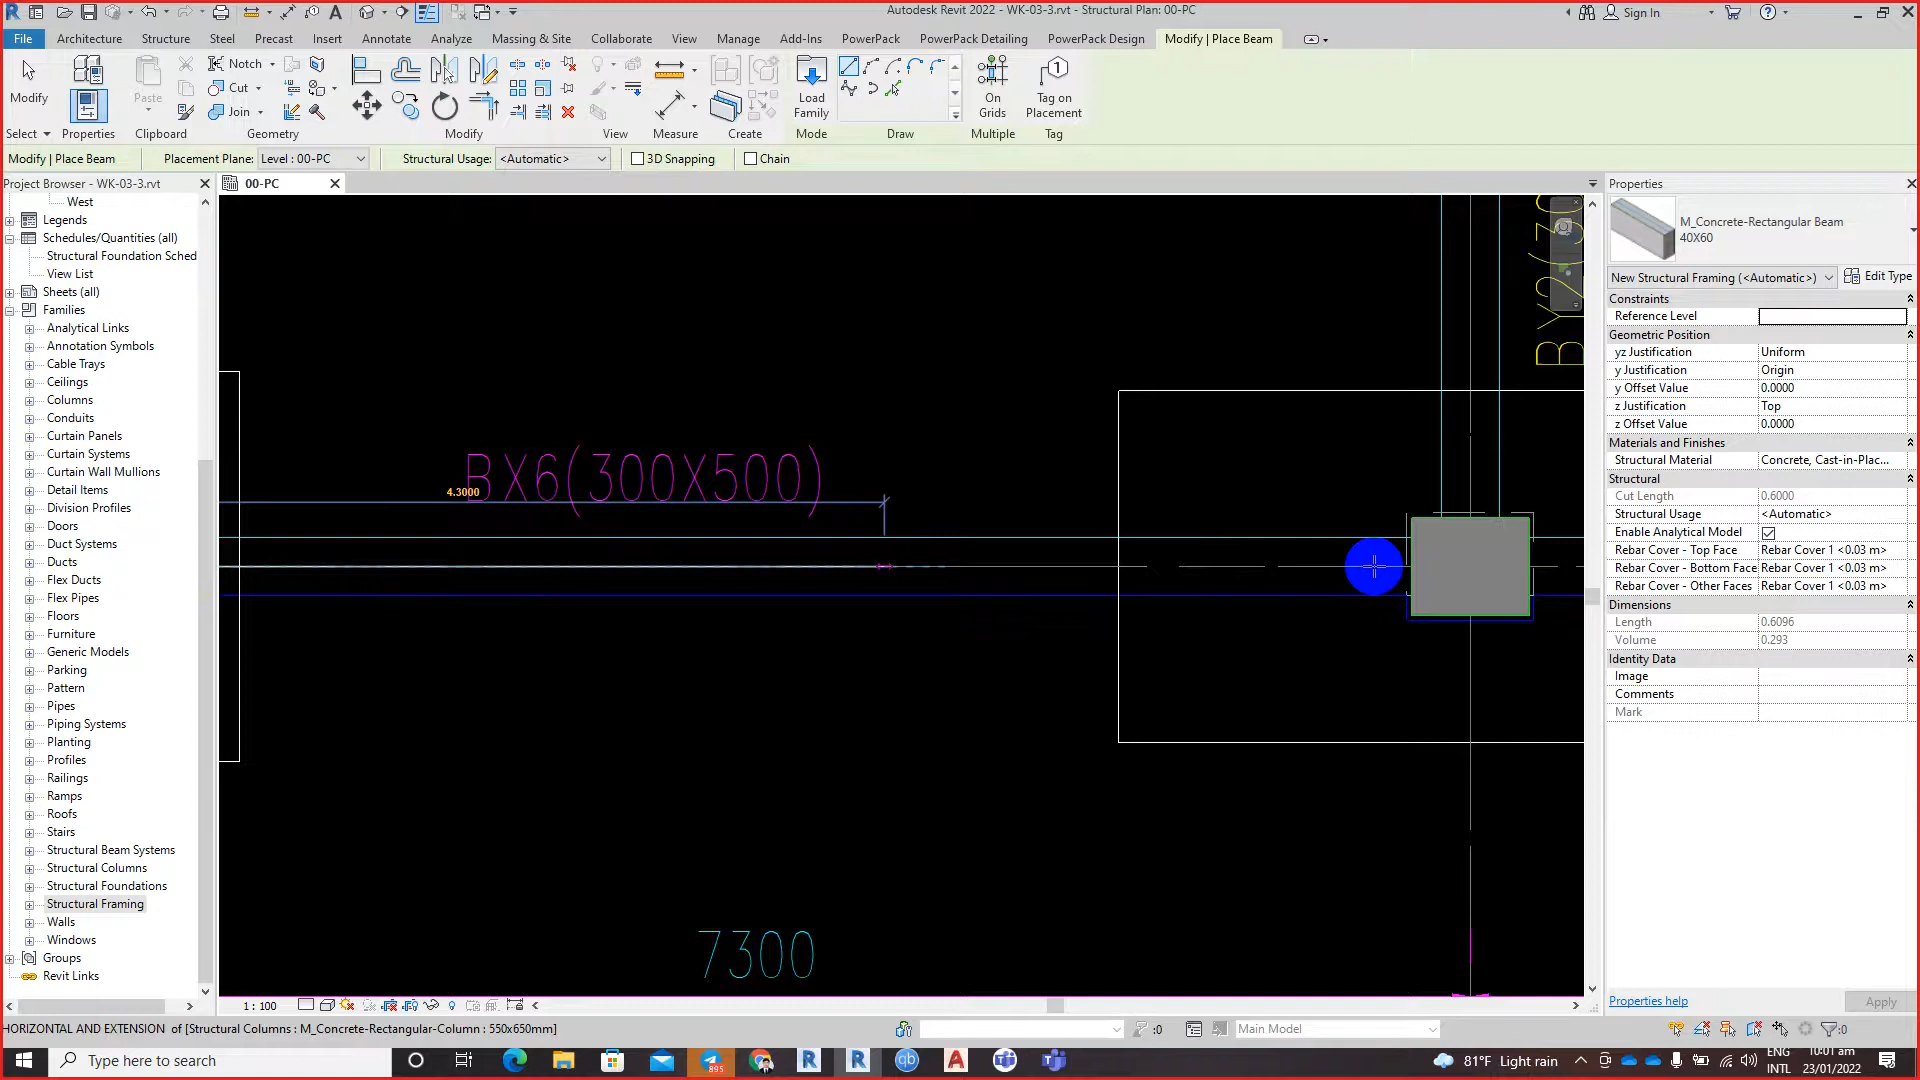 Autodesk Revit 2022 - WK-03-3.rvt - Structural Plan: 00-PC
Sign In
File Architecture Structure Steel Precast Insert Annotate Analyze Massing & Site Collaborate View Manage Add-Ins PowerPack PowerPack Detailing PowerPack Design Modify | Place Beam
Modify
Paste
Notch
Cut
Join
Load Family
On Grids
Tag on Placement
Select Properties Clipboard Geometry Modify View Measure Create Mode Draw Multiple Tag
Modify | Place Beam Placement Plane: Level : 00-PC Structural Usage: <Automatic> 3D Snapping Chain
Project Browser - WK-03-3.rvt
West
Legends
Schedules/Quantities (all)
Structural Foundation Sched
View List
Sheets (all)
Families
Analytical Links
Annotation Symbols
Cable Trays
Ceilings
Columns
Conduits
Curtain Panels
Curtain Systems
Curtain Wall Mullions
Detail Items
Division Profiles
Doors
Duct Systems
Ducts
Flex Ducts
Flex Pipes
Floors
Furniture
Generic Models
Parking
Pattern
Pipes
Piping Systems
Planting
Profiles
Railings
Ramps
Roofs
Stairs
Structural Beam Systems
Structural Columns
Structural Foundations
Structural Framing
Walls
Windows
Groups
Revit Links
00-PC
BX6(300X500)
4.3000
7300
1 : 100
Properties
M_Concrete-Rectangular Beam
40X60
New Structural Framing (<Automatic>) Edit Type
Constraints
Reference Level
Geometric Position
yz Justification Uniform
y Justification Origin
y Offset Value 0.0000
z Justification Top
z Offset Value 0.0000
Materials and Finishes
Structural Material Concrete, Cast-in-Plac...
Structural
Cut Length 0.6000
Structural Usage <Automatic>
Enable Analytical Model
Rebar Cover - Top Face Rebar Cover 1 <0.03 m>
Rebar Cover - Bottom Face Rebar Cover 1 <0.03 m>
Rebar Cover - Other Faces Rebar Cover 1 <0.03 m>
Dimensions
Length 0.6096
Volume 0.293
Identity Data
Image
Comments
Mark
Properties help Apply
HORIZONTAL AND EXTENSION of [Structural Columns : M_Concrete-Rectangular-Column : 550x650mm]
:0 Main Model :0
Type here to search
895
81°F Light rain
ENG
INTL
10:01 am
23/01/2022